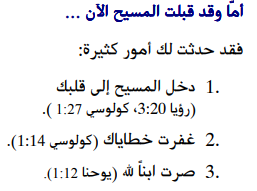 أمّا وقد قبلت المسيح الآن ...
فقد حدثت لك أمور كثيرة:
1. دخل المسيح إلى قلبك
(رؤيا 3:20، كولوسي 1:27 ).
2. غفرت خطاياك (كولوسي 1:14).
3. صرت ابناً لله (يوحنا 1:12).